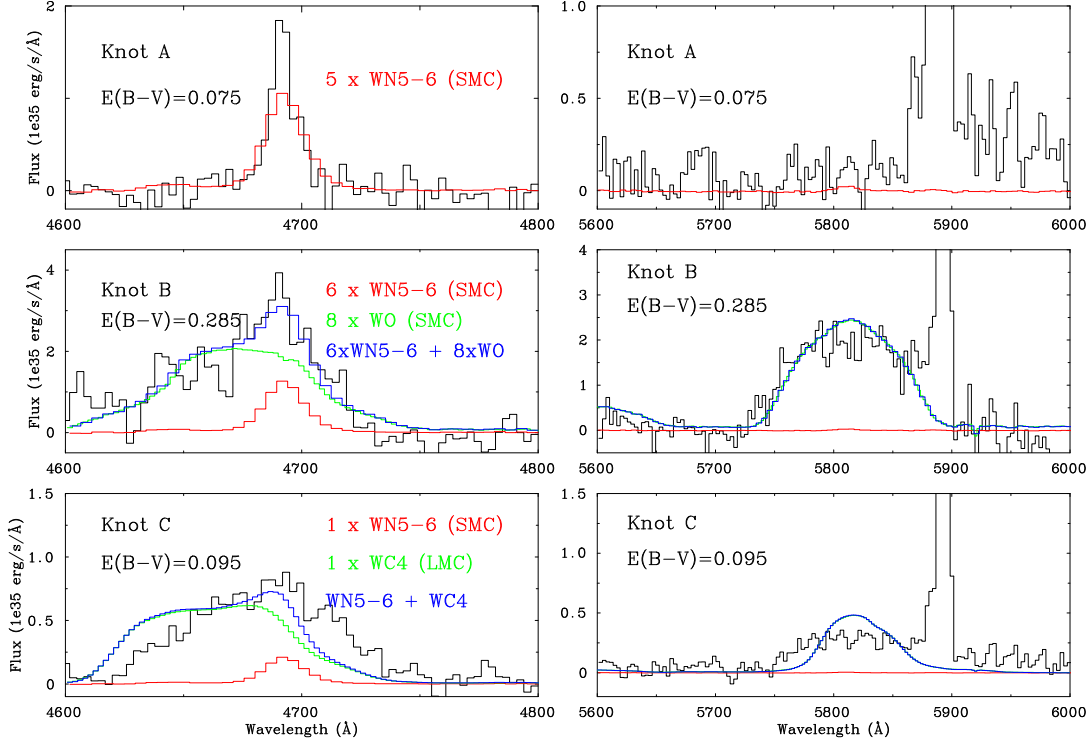 2
1
0
Flux (1e35 erg/s/Å)
Knot A
E(B−V)=0.075
5 x WN5−6 (SMC)
4600 4700 4800
1.0
0.5
0
Knot A
E(B−V)=0.075
5600 5700 5800 5900 6000
4
2
0
Flux (1e35 erg/s/Å)
Knot B
E(B−V)=0.285
6 x WN5−6 (SMC)
8 x WO (SMC)
6xWN5−6 + 8xWO
4600 4700 4800
4
3
2
1
0
Knot B
E(B−V)=0.285
5600 5700 5800 5900 6000
1.5
1.0
0.5
0
Flux (1e35 erg/s/Å)
Knot C
E(B−V)=0.095
1 x WN5−6 (SMC)
1 x WC4 (LMC)
WN5−6 + WC4
4600 4700 4800
Wavelength (Å)
1.5
1.0
0.5
0
Knot C
E(B−V)=0.095
5600 5700 5800 5900 6000
Wavelength (Å)